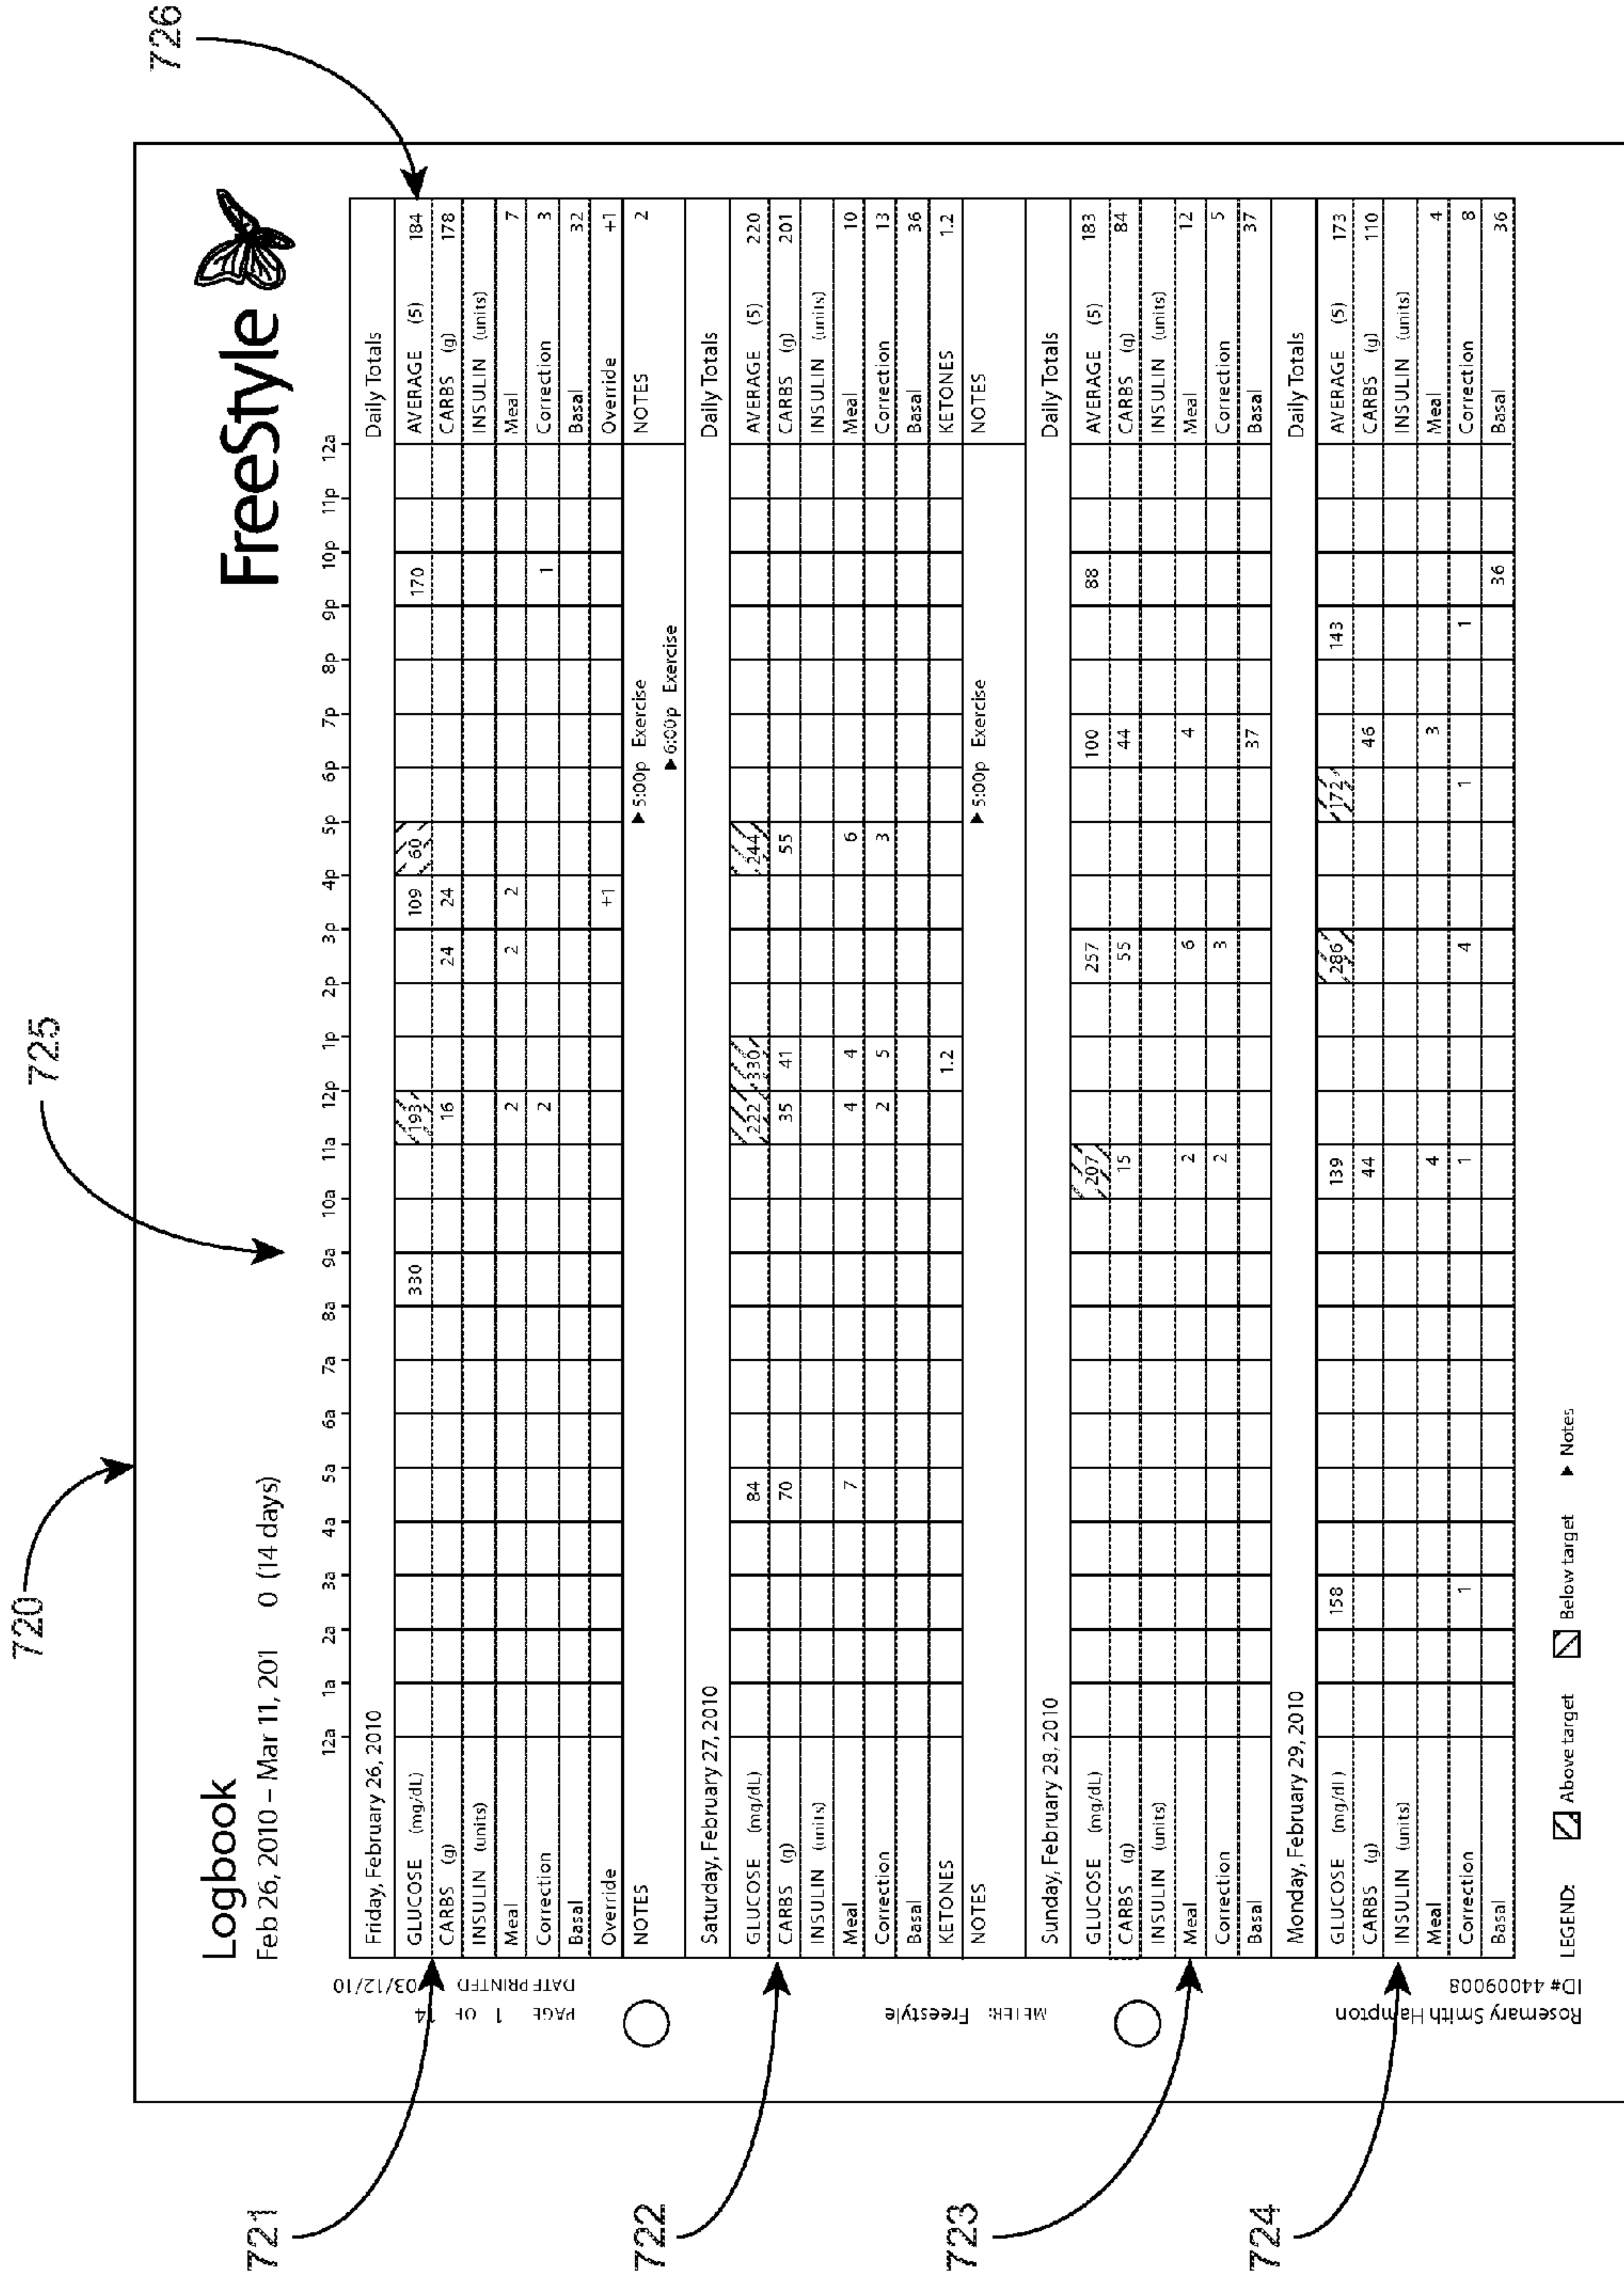 720
725
726
Logbook
Feb 26, 2010 – Mar 11, 201 0 (14 days)
FreeStyle
12a 1a 2a 3a 4a 5a 6a 7a 8a 9a 10a 11a 12p 1p 2p 3p 4p 5p 6p 7p 8p 9p 10p 11p 12a
Friday, February 26, 2010 Daily Totals
721
GLUCOSE (mg/dL) 330 193 109 60 170 AVERAGE (5) 184
CARBS (g) 16 24 24 CARBS (g) 178
INSULIN (units) INSULIN (units)
Meal 2 2 2 Meal 7
Correction 2 1 Correction 3
Basal Basal 32
Override +1 Override +1
NOTES ▶ 5:00p Exercise NOTES 2
▶ 6:00p Exercise
Saturday, February 27, 2010 Daily Totals
722
GLUCOSE (mg/dL) 84 222 330 244 AVERAGE (5) 220
CARBS (g) 70 35 41 55 CARBS (g) 201
INSULIN (units) INSULIN (units)
Meal 7 4 4 6 Meal 10
Correction 2 5 3 Correction 13
Basal Basal 36
KETONES 1.2 KETONES 1.2
NOTES ▶ 5:00p Exercise NOTES
Sunday, February 28, 2010 Daily Totals
723
GLUCOSE (mg/dL) 207 257 100 88 AVERAGE (5) 183
CARBS (g) 15 55 44 CARBS (g) 84
INSULIN (units) INSULIN (units)
Meal 2 6 4 Meal 12
Correction 2 3 Correction 5
Basal 37 Basal 37
Monday, February 29, 2010 Daily Totals
724
GLUCOSE (mg/dl) 158 139 286 172 143 AVERAGE (5) 173
CARBS (g) 44 46 CARBS (g) 110
INSULIN (units) INSULIN (units)
Meal 4 3 Meal 4
Correction 1 1 4 1 1 Correction 8
Basal 36 Basal 36
LEGEND: Above target Below target ▶ Notes
PAGE 1 OF 14
DATE PRINTED 03/12/10
METER: Freestyle
Rosemary Smith Hampton
ID# 44009008